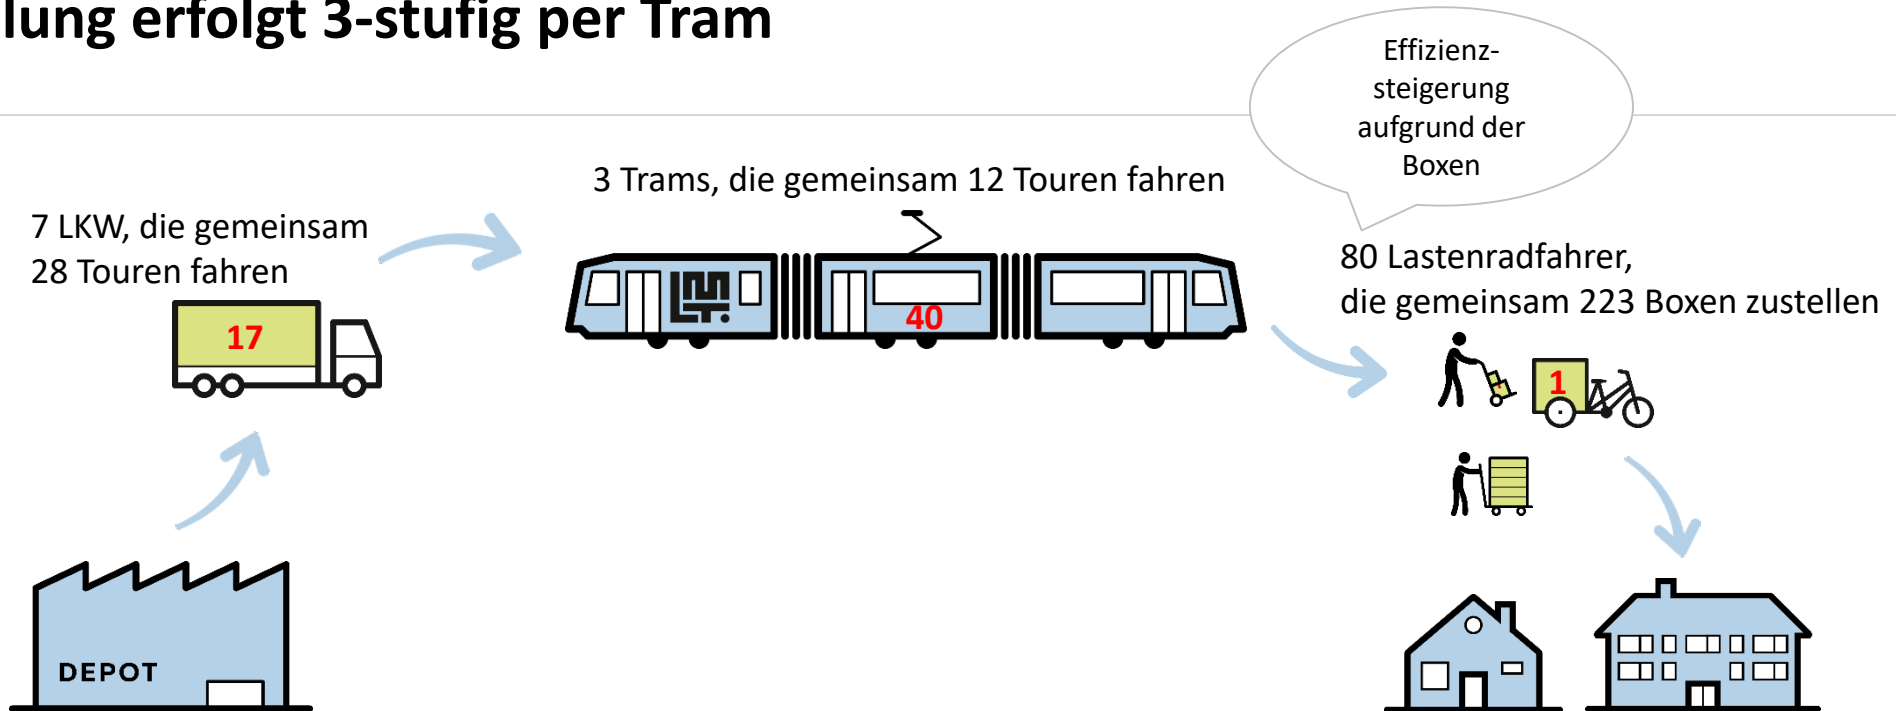 lung erfolgt 3-stufig per Tram
Effizienz-
steigerung
aufgrund der
Boxen
3 Trams, die gemeinsam 12 Touren fahren
7 LKW, die gemeinsam
28 Touren fahren
80 Lastenradfahrer,
die gemeinsam 223 Boxen zustellen
17
40
1
DEPOT